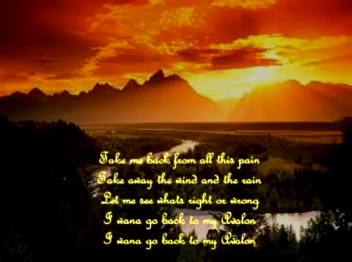 Take me back from all this pain
Take away the wind and the rain
Let me see whats right or wrong
I wana go back to my Avalon
I wana go back to my Avalon